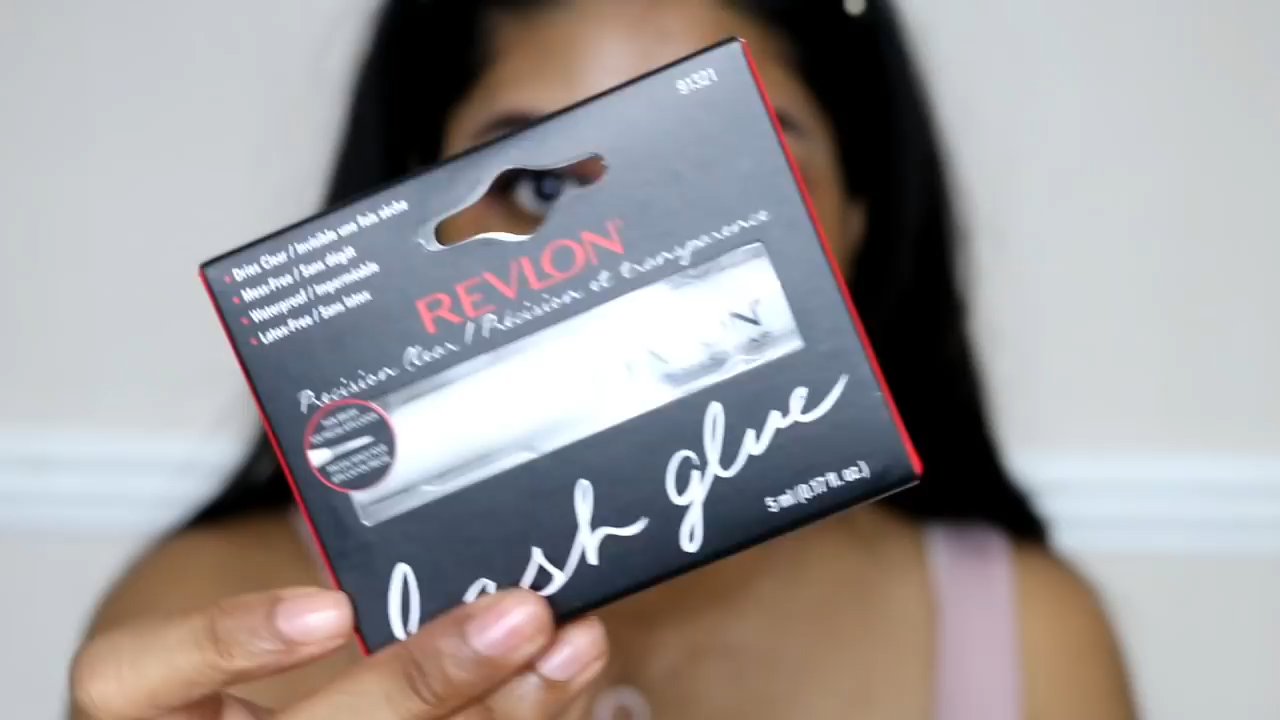 91321
• Dries Clear / Invisible une fois sèche
• Mess-Free / Sans dégât
• Waterproof / Imperméable
• Latex-Free / Sans latex
REVLON®
Precision Clear / Précision et transparence
lash glue
5 ml (0.17 fl. oz.)